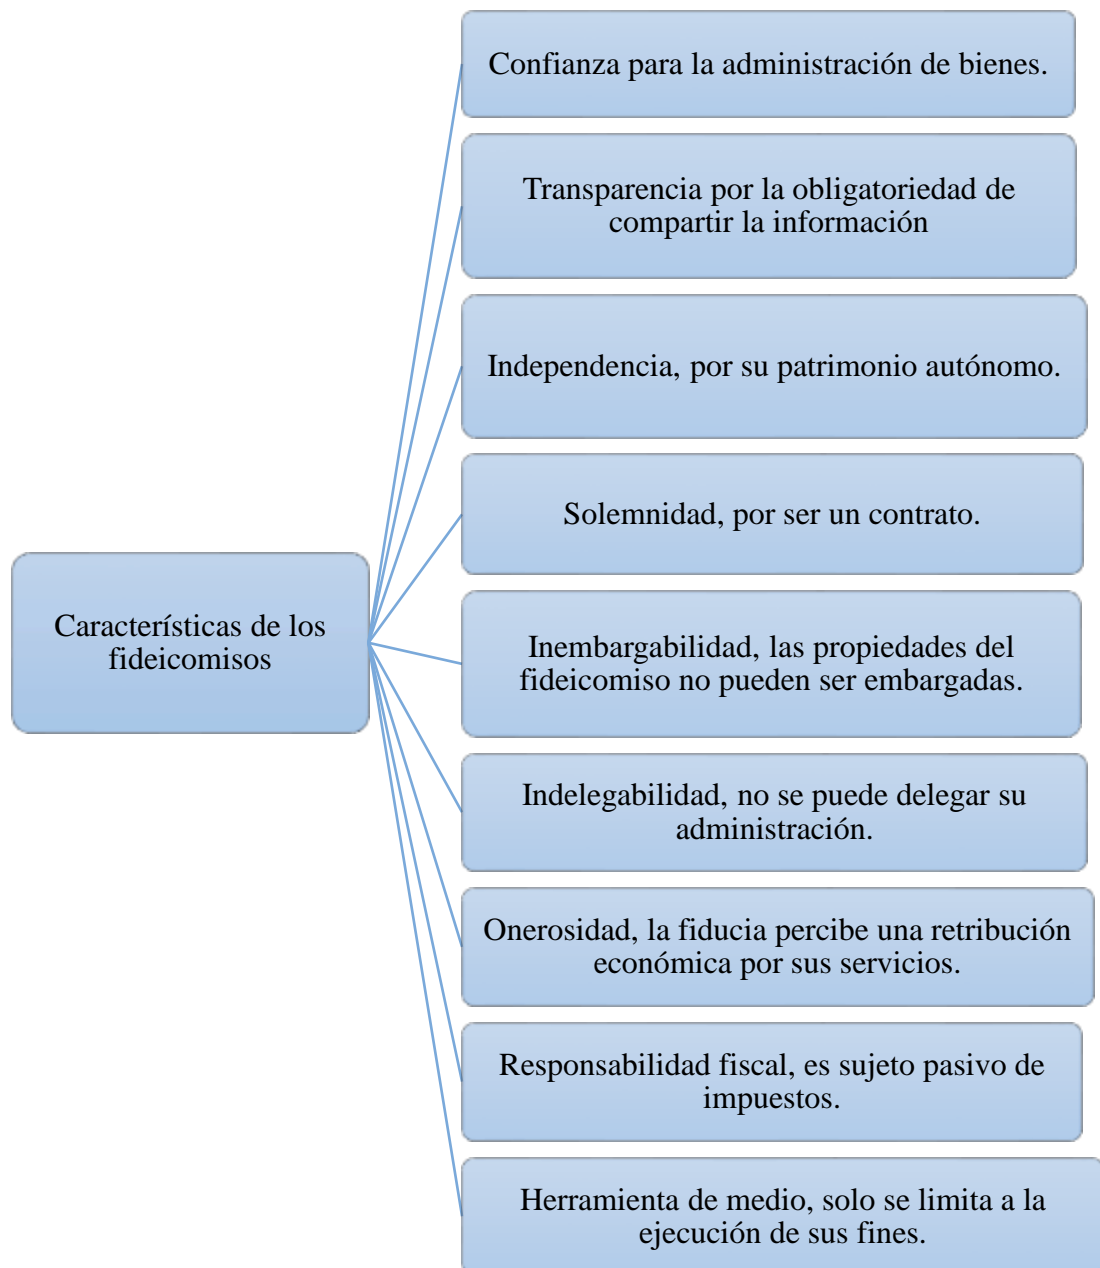 Confianza para la administración de bienes.
Transparencia por la obligatoriedad de
compartir la información
Independencia, por su patrimonio autónomo.
Solemnidad, por ser un contrato.
Características de los
fideicomisos
Inembargabilidad, las propiedades del
fideicomiso no pueden ser embargadas.
Indelegabilidad, no se puede delegar su
administración.
Onerosidad, la fiducia percibe una retribución
económica por sus servicios.
Responsabilidad fiscal, es sujeto pasivo de
impuestos.
Herramienta de medio, solo se limita a la
ejecución de sus fines.